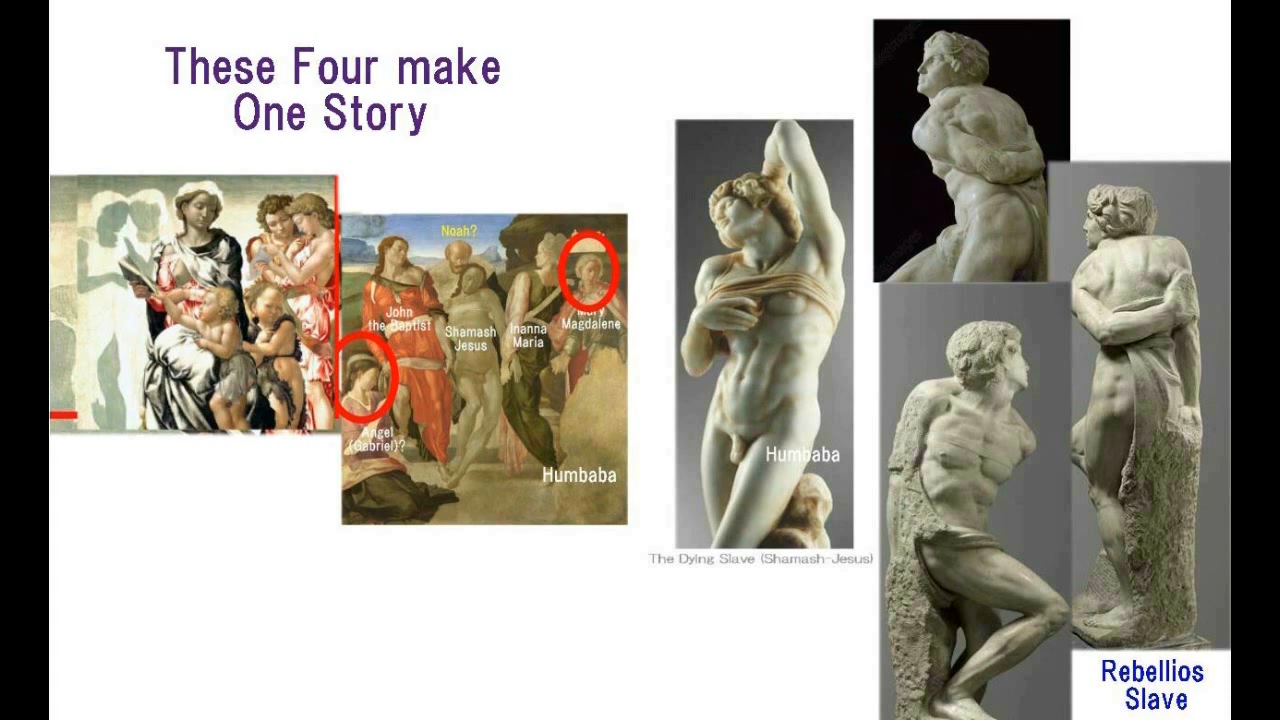 These Four make
One Story
Noah?
John
the Baptist
Shamash
Jesus
Inanna
Maria
Mary
Magdalene
Angel
(Gabriel)?
Humbaba
Humbaba
The Dying Slave (Shamash-Jesus)
Rebellios
Slave